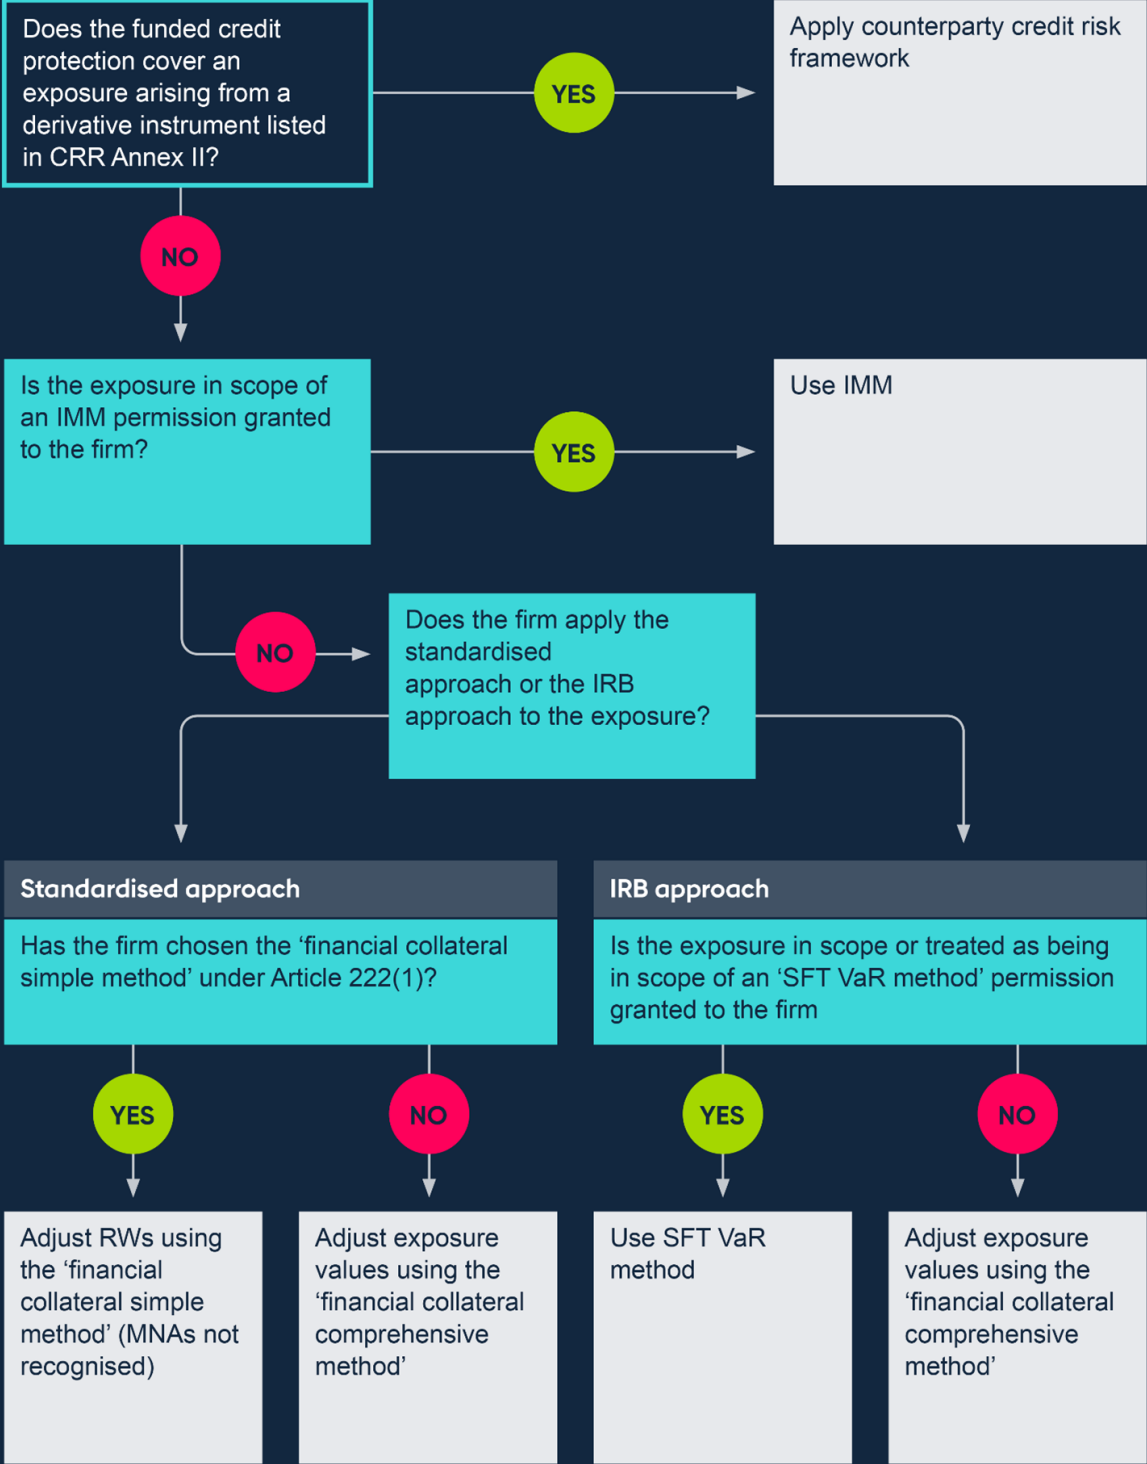 Does the funded credit
protection cover an
exposure arising from a
derivative instrument listed
in CRR Annex II?
YES
Apply counterparty credit risk
framework
NO
Is the exposure in scope of
an IMM permission granted
to the firm?
YES
Use IMM
NO
Does the firm apply the
standardised
approach or the IRB
approach to the exposure?
Standardised approach
Has the firm chosen the ‘financial collateral
simple method’ under Article 222(1)?
YES
NO
Adjust RWs using
the ‘financial
collateral simple
method’ (MNAs not
recognised)
Adjust exposure
values using the
‘financial collateral
comprehensive
method’
IRB approach
Is the exposure in scope or treated as being
in scope of an ‘SFT VaR method’ permission
granted to the firm
YES
NO
Use SFT VaR
method
Adjust exposure
values using the
‘financial collateral
comprehensive
method’